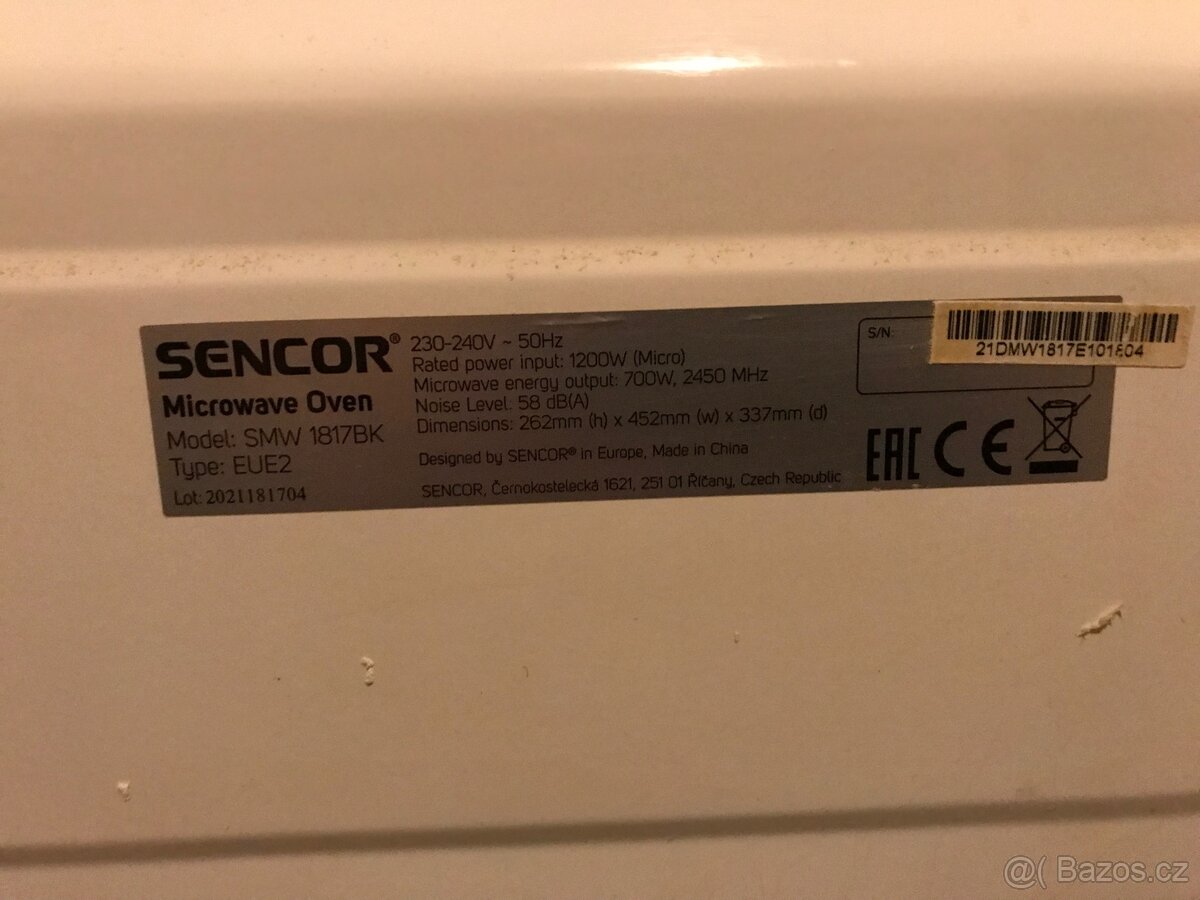 SENCOR®
Microwave Oven
Model: SMW 1817BK
Type: EUE2
Lot: 2021181704
230-240V ~ 50Hz
Rated power input: 1200W (Micro)
Microwave energy output: 700W, 2450 MHz
Noise Level: 58 dB(A)
Dimensions: 262mm (h) x 452mm (w) x 337mm (d)
Designed by SENCOR® in Europe, Made in China
SENCOR, Černokostelecká 1621, 251 01 Říčany, Czech Republic
S/N:
21DMW1817E101804
EAC CE
@( Bazos.cz